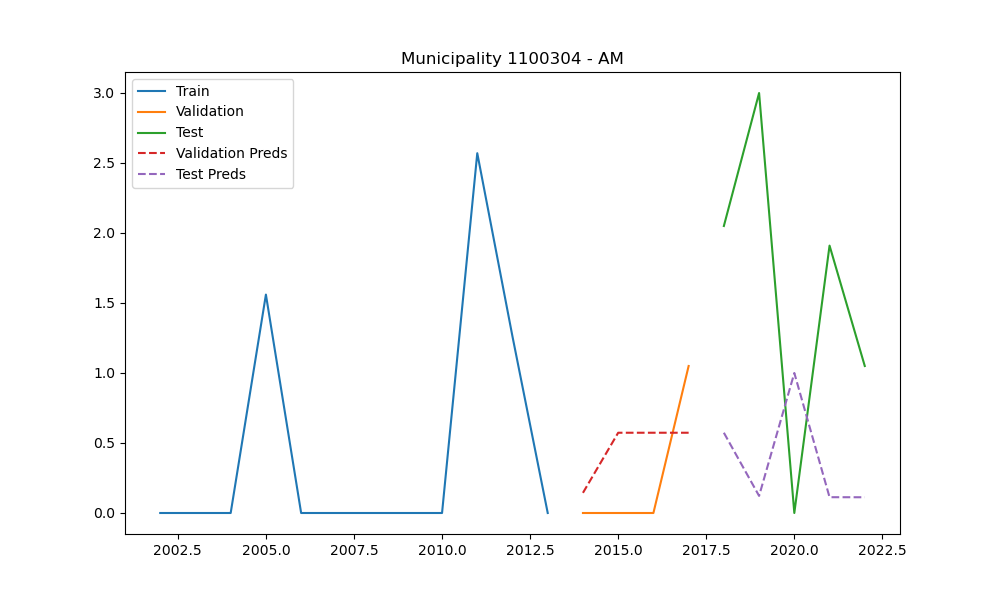 Municipality 1100304 - AM
Train
Validation
Test
Validation Preds
Test Preds
3.0
2.5
2.0
1.5
1.0
0.5
0.0
2002.5 2005.0 2007.5 2010.0 2012.5 2015.0 2017.5 2020.0 2022.5